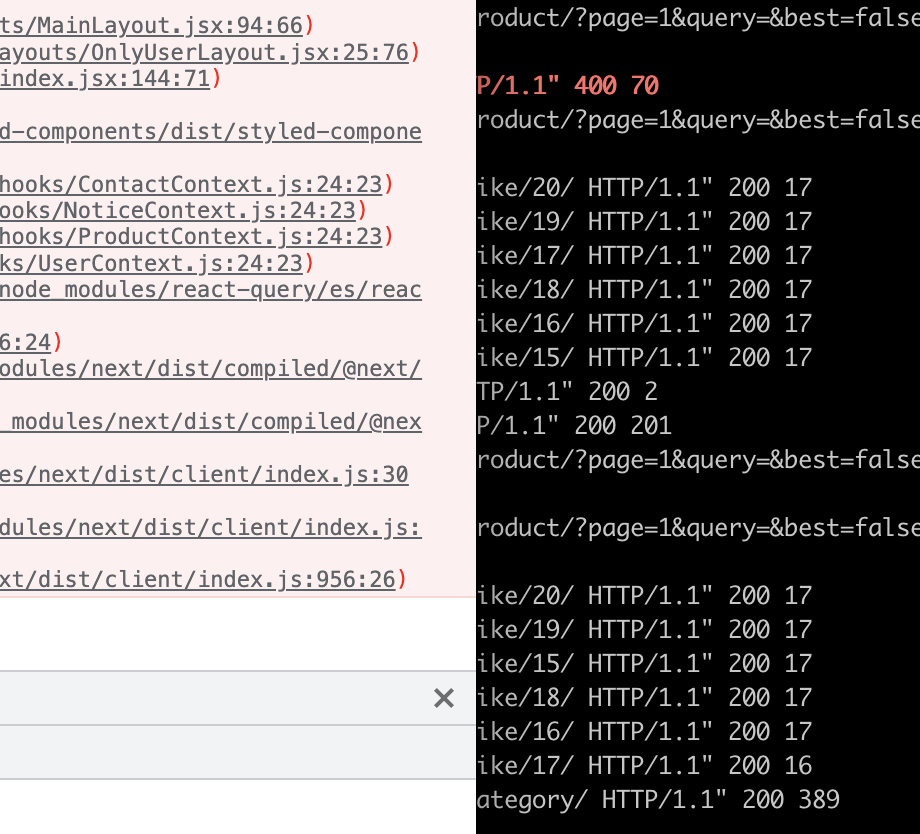 ts/MainLayout.jsx:94:66)
ayouts/OnlyUserLayout.jsx:25:76)
index.jsx:144:71)
d-components/dist/styled-compone
hooks/ContactContext.js:24:23)
ooks/NoticeContext.js:24:23)
hooks/ProductContext.js:24:23)
ks/UserContext.js:24:23)
node_modules/react-query/es/reac
6:24)
odules/next/dist/compiled/@next/
_modules/next/dist/compiled/@nex
es/next/dist/client/index.js:30
dules/next/dist/client/index.js:
xt/dist/client/index.js:956:26)
roduct/?page=1&query=&best=false
P/1.1" 400 70
roduct/?page=1&query=&best=false
ike/20/ HTTP/1.1" 200 17
ike/19/ HTTP/1.1" 200 17
ike/17/ HTTP/1.1" 200 17
ike/18/ HTTP/1.1" 200 17
ike/16/ HTTP/1.1" 200 17
ike/15/ HTTP/1.1" 200 17
TP/1.1" 200 2
P/1.1" 200 201
roduct/?page=1&query=&best=false
roduct/?page=1&query=&best=false
ike/20/ HTTP/1.1" 200 17
ike/19/ HTTP/1.1" 200 17
ike/15/ HTTP/1.1" 200 17
ike/18/ HTTP/1.1" 200 17
ike/16/ HTTP/1.1" 200 17
ike/17/ HTTP/1.1" 200 16
ategory/ HTTP/1.1" 200 389